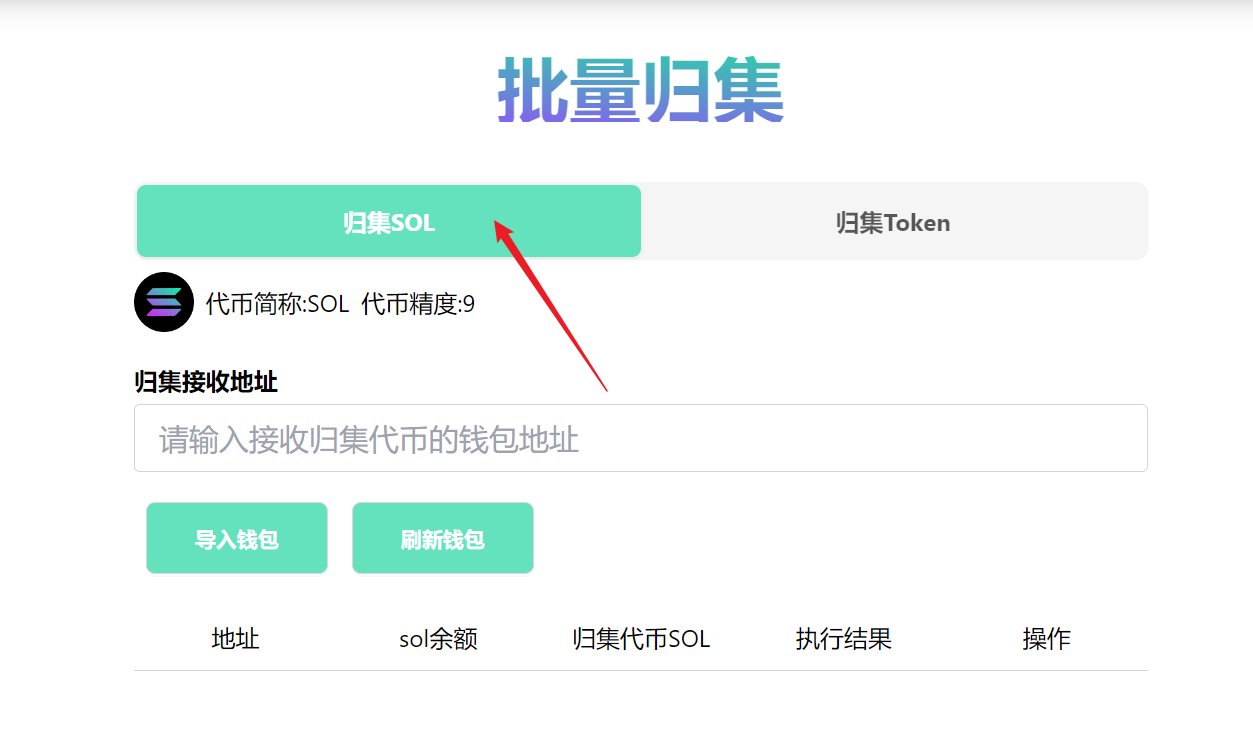 批量归集
归集SOL 归集Token
代币简称:SOL 代币精度:9
归集接收地址
请输入接收归集代币的钱包地址
导入钱包 刷新钱包
地址 sol余额 归集代币SOL 执行结果 操作